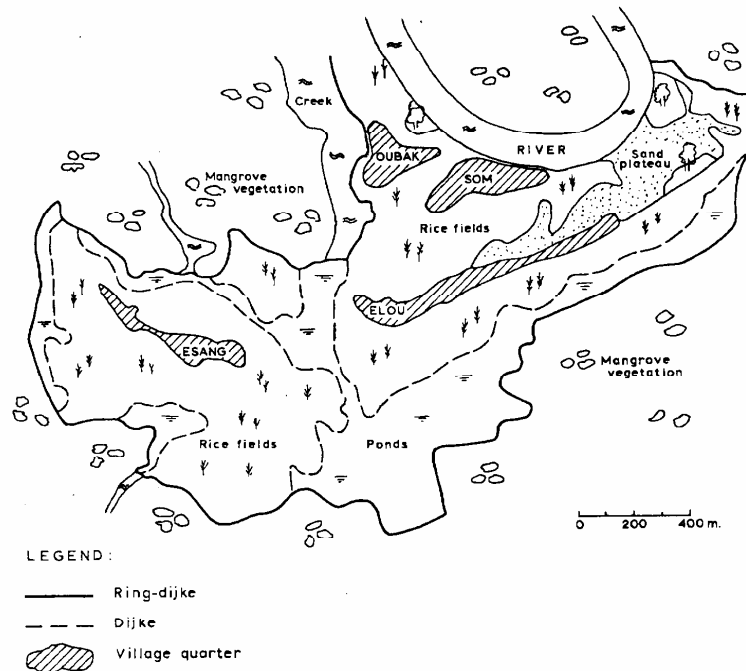 Creek
OUBAK
RIVER
Sand
plateau
SOM
Mangrove
vegetation
Rice fields
ELOU
ESANG
Mangrove
vegetation
Rice fields
Ponds
0 200 400 m.
LEGEND:
Ring-dijke
Dijke
Village quarter